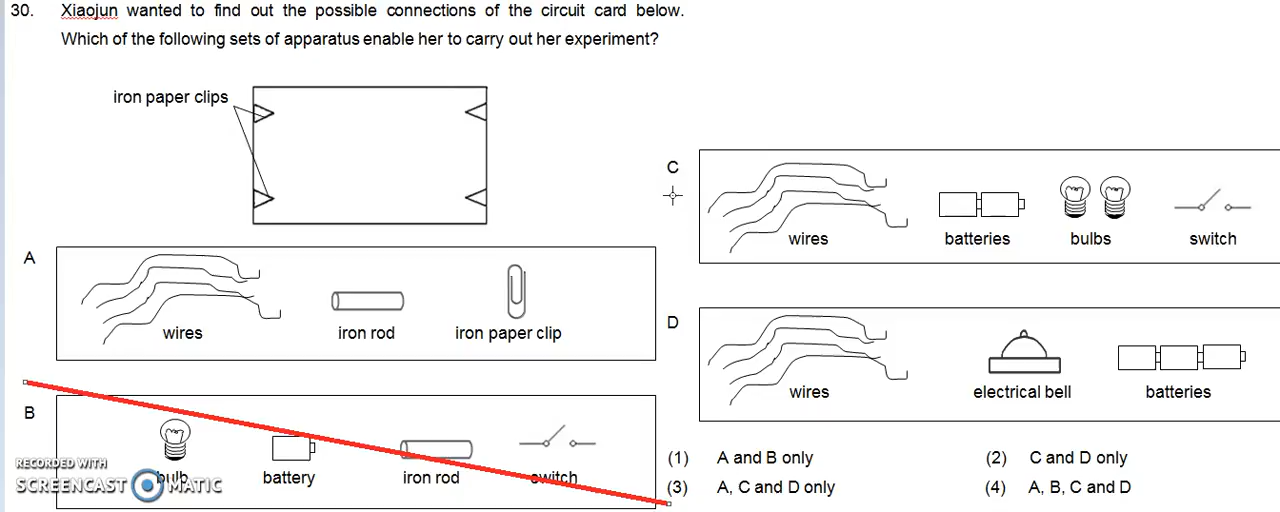 30. Xiaojun wanted to find out the possible connections of the circuit card below.
Which of the following sets of apparatus enable her to carry out her experiment?
iron paper clips
A
wires iron rod iron paper clip
B
bulb battery iron rod switch
C
wires batteries bulbs switch
D
wires electrical bell batteries
(1) A and B only (2) C and D only
(3) A, C and D only (4) A, B, C and D
RECORDED WITH
SCREENCAST MATIC